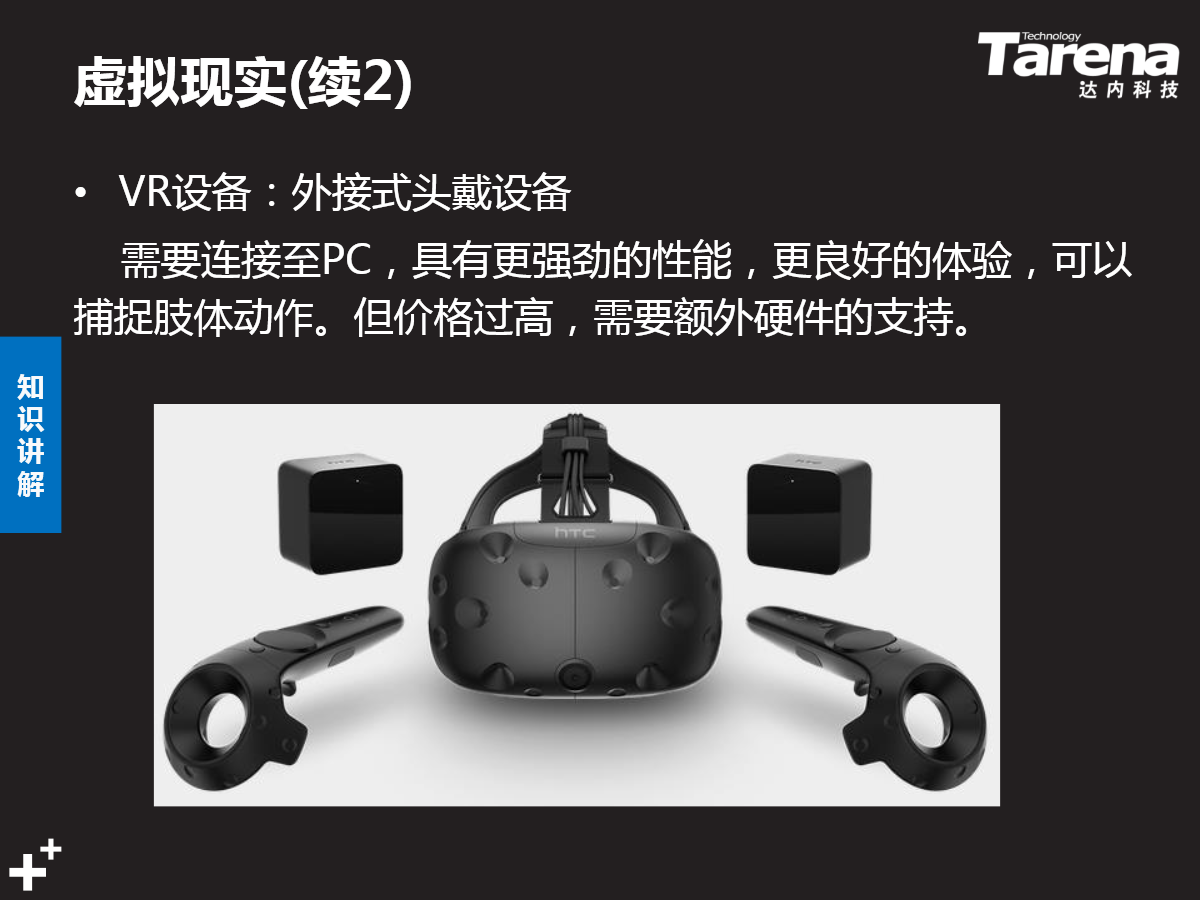 虚拟现实(续2)
Technology
Tarena
达内科技
• VR设备：外接式头戴设备
需要连接至PC，具有更强劲的性能，更良好的体验，可以
捕捉肢体动作。但价格过高，需要额外硬件的支持。
知
识
讲
解
hTC
hTC
hTC